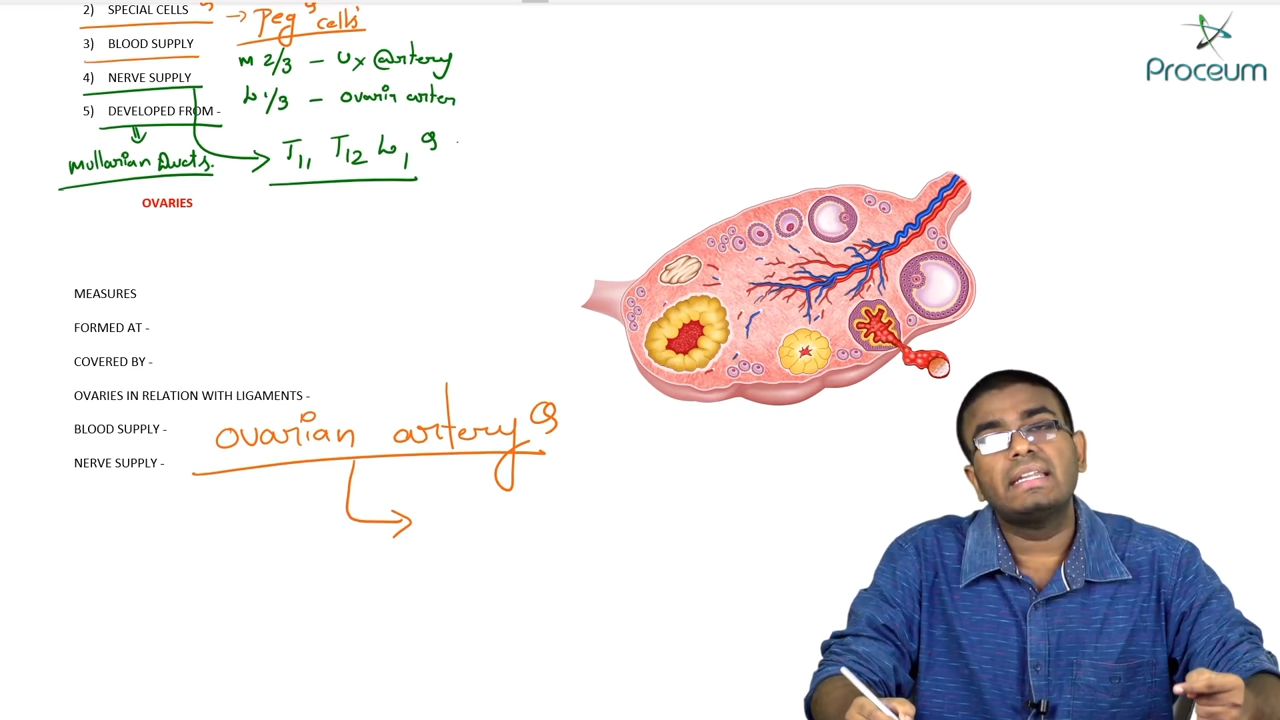 2) SPECIAL CELLS → Peg cells
3) BLOOD SUPPLY
m 2/3 - Ux artery
4) NERVE SUPPLY
L 1/3 - ovarin arter
5) DEVELOPED FROM -
T11 T12 L1
mullarian Ducts.
OVARIES
MEASURES
FORMED AT -
COVERED BY -
OVARIES IN RELATION WITH LIGAMENTS -
BLOOD SUPPLY - ovarian artery
NERVE SUPPLY -
Proceum